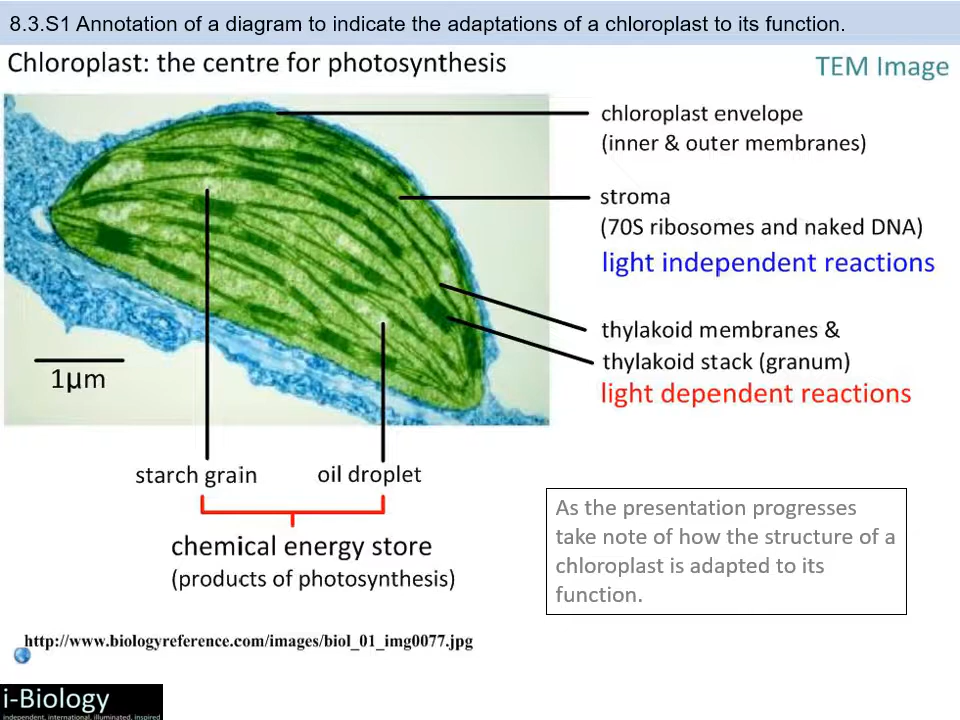 8.3.S1 Annotation of a diagram to indicate the adaptations of a chloroplast to its function.
Chloroplast: the centre for photosynthesis
TEM Image
chloroplast envelope
(inner & outer membranes)
stroma
(70S ribosomes and naked DNA)
light independent reactions
thylakoid membranes &
thylakoid stack (granum)
light dependent reactions
1μm
starch grain
oil droplet
chemical energy store
(products of photosynthesis)
As the presentation progresses
take note of how the structure of a
chloroplast is adapted to its
function.
http://www.biologyreference.com/images/biol_01_img0077.jpg
i-Biology
independent, international, illuminated, inspired